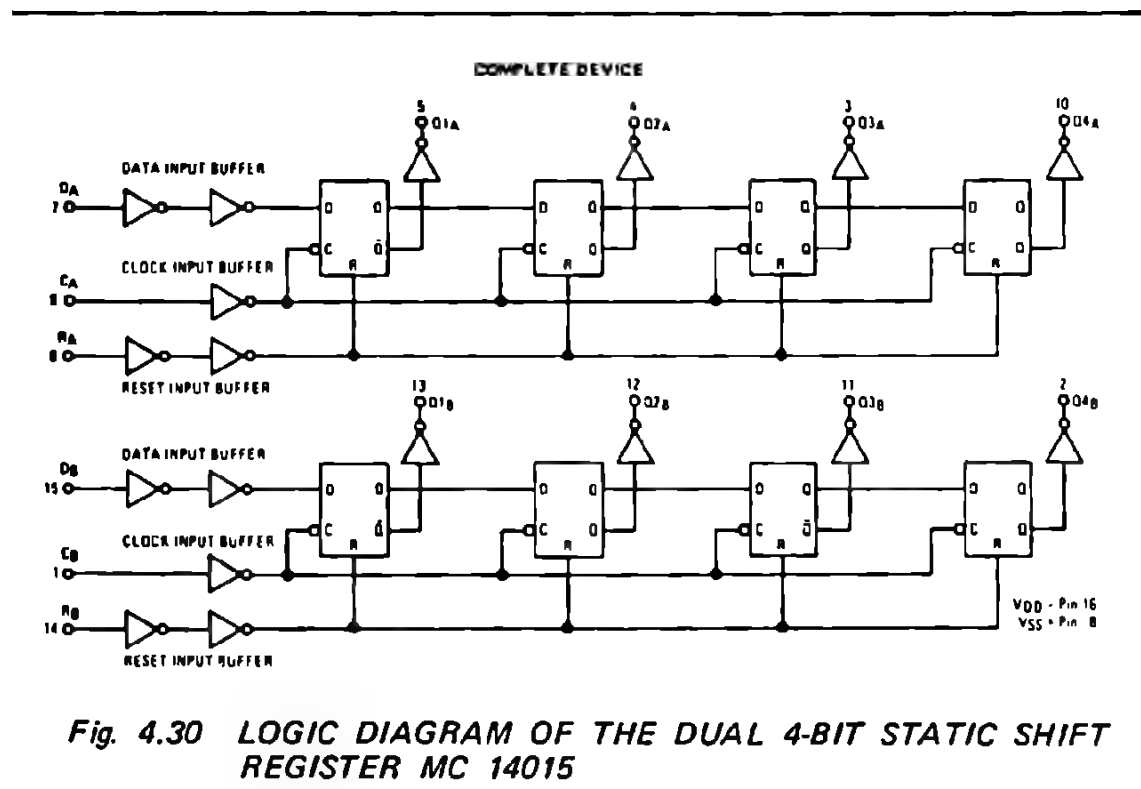 COMPLETE DEVICE
5 4 3 10
Q1A Q2A Q3A Q4A
DATA INPUT BUFFER
DA
7
D Q D Q D Q D Q
C Q̅ C Q C Q C Q
R R R R
CLOCK INPUT BUFFER
CA
9
RA
RESET INPUT BUFFER
13 12 11 2
Q1B Q2B Q3B Q4B
DATA INPUT BUFFER
DB
15
D Q D Q D Q D Q
C Q̅ C Q C Q̅ C Q
R R R R
CLOCK INPUT BUFFER
CB
1
RB
14
RESET INPUT BUFFER
VDD = Pin 16
VSS = Pin 8
Fig. 4.30 LOGIC DIAGRAM OF THE DUAL 4-BIT STATIC SHIFT
REGISTER MC 14015